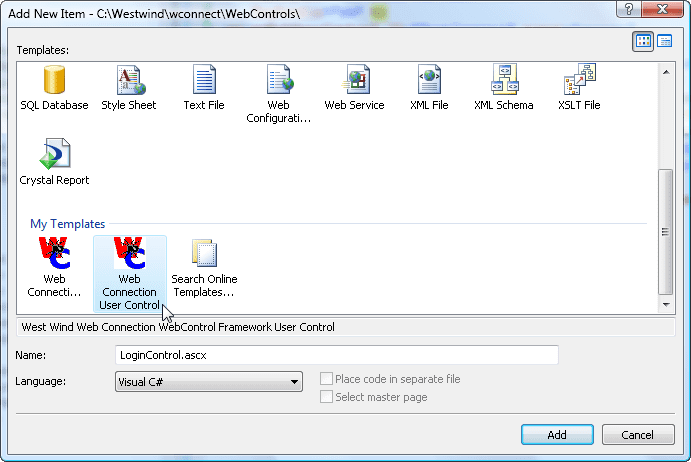 Add New Item - C:\Westwind\wconnect\WebControls\
Templates:
SQL Database Style Sheet Text File Web Configurati... Web Service XML File XML Schema XSLT File
Crystal Report
My Templates
Web Connecti... Web Connection User Control Search Online Templates...
West Wind Web Connection WebControl Framework User Control
Name: LoginControl.ascx
Language: Visual C# Place code in separate file
Select master page
Add Cancel